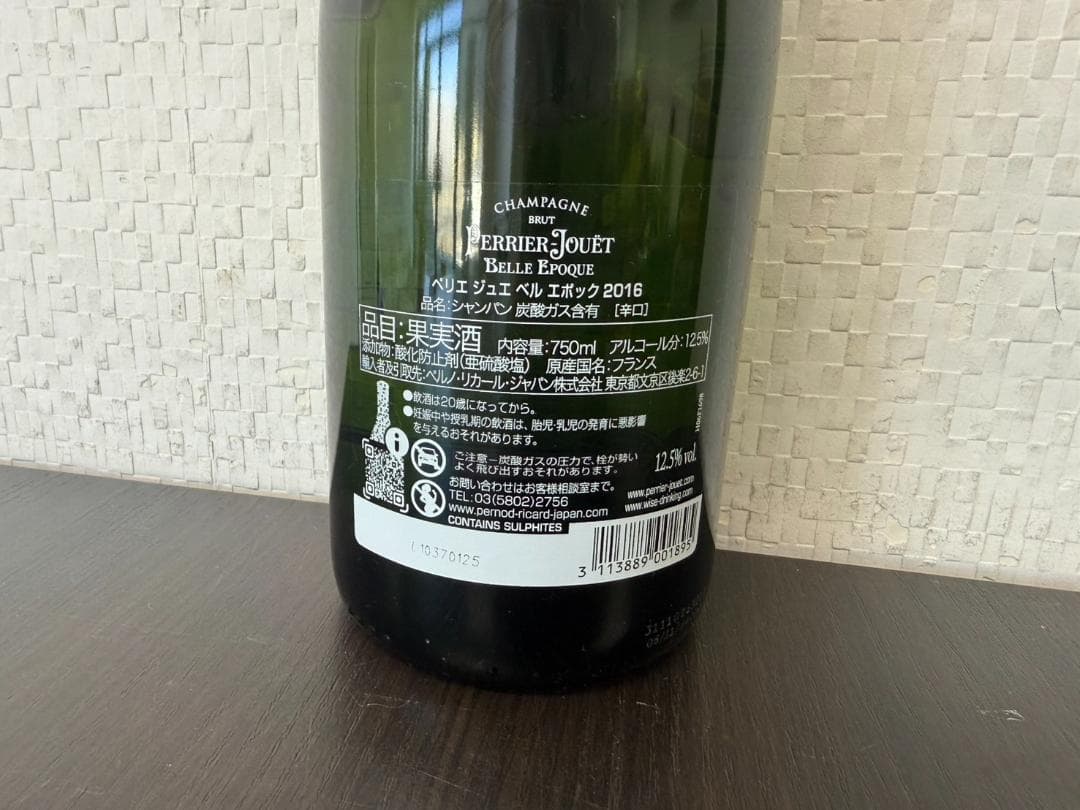 CHAMPAGNE
BRUT
PERRIER-JOUËT
BELLE EPOQUE
ペリエ ジュエ ベル エポック 2016
品名:シャンパン 炭酸ガス含有 [辛口]
品目:果実酒 内容量:750ml アルコール分:12.5%
添加物:酸化防止剤(亜硫酸塩) 原産国名:フランス
輸入者及引取先:ペルノ・リカール・ジャパン株式会社 東京都文京区後楽2-6-1
●飲酒は20歳になってから。
●妊娠中や授乳期の飲酒は、胎児・乳児の発育に悪影響
を与えるおそれがあります。
ご注意―炭酸ガスの圧力で、栓が勢い
よく飛び出すおそれがあります。
12.5% vol.
お問い合わせはお客様相談室まで。
TEL:03(5802)2756
www.pernod-ricard-japan.com
www.perrier-jouet.com
www.wise-drinking.com
CONTAINS SULPHITES
L10370125
3 113889 001895